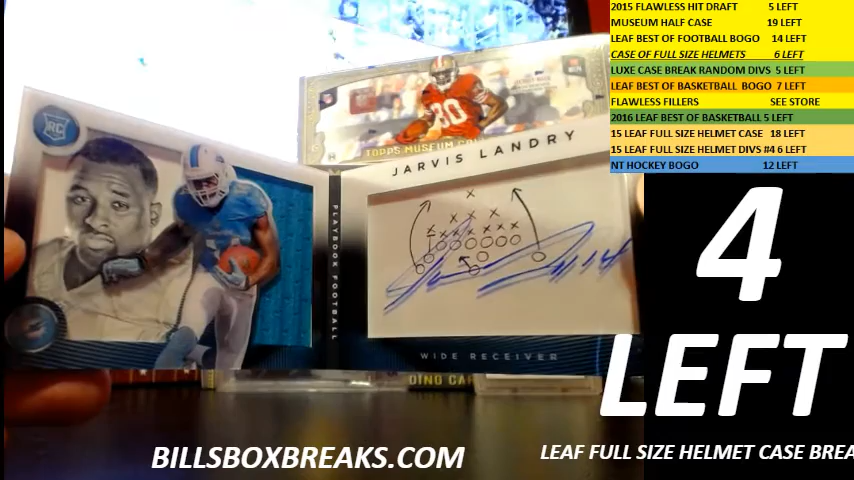 2015 FLAWLESS HIT DRAFT 5 LEFT
MUSEUM HALF CASE 19 LEFT
LEAF BEST OF FOOTBALL BOGO 14 LEFT
CASE OF FULL SIZE HELMETS 6 LEFT
LUXE CASE BREAK RANDOM DIVS 5 LEFT
LEAF BEST OF BASKETBALL BOGO 7 LEFT
FLAWLESS FILLERS SEE STORE
2016 LEAF BEST OF BASKETBALL 5 LEFT
15 LEAF FULL SIZE HELMET CASE 18 LEFT
15 LEAF FULL SIZE HELMET DIVS #4 6 LEFT
NT HOCKEY BOGO 12 LEFT
4
LEFT
RC
80
TOPPS MUSEUM
JARVIS LANDRY
PLAYBOOK FOOTBALL
WIDE RECEIVER
BILLSBOXBREAKS.COM
LEAF FULL SIZE HELMET CASE BREA